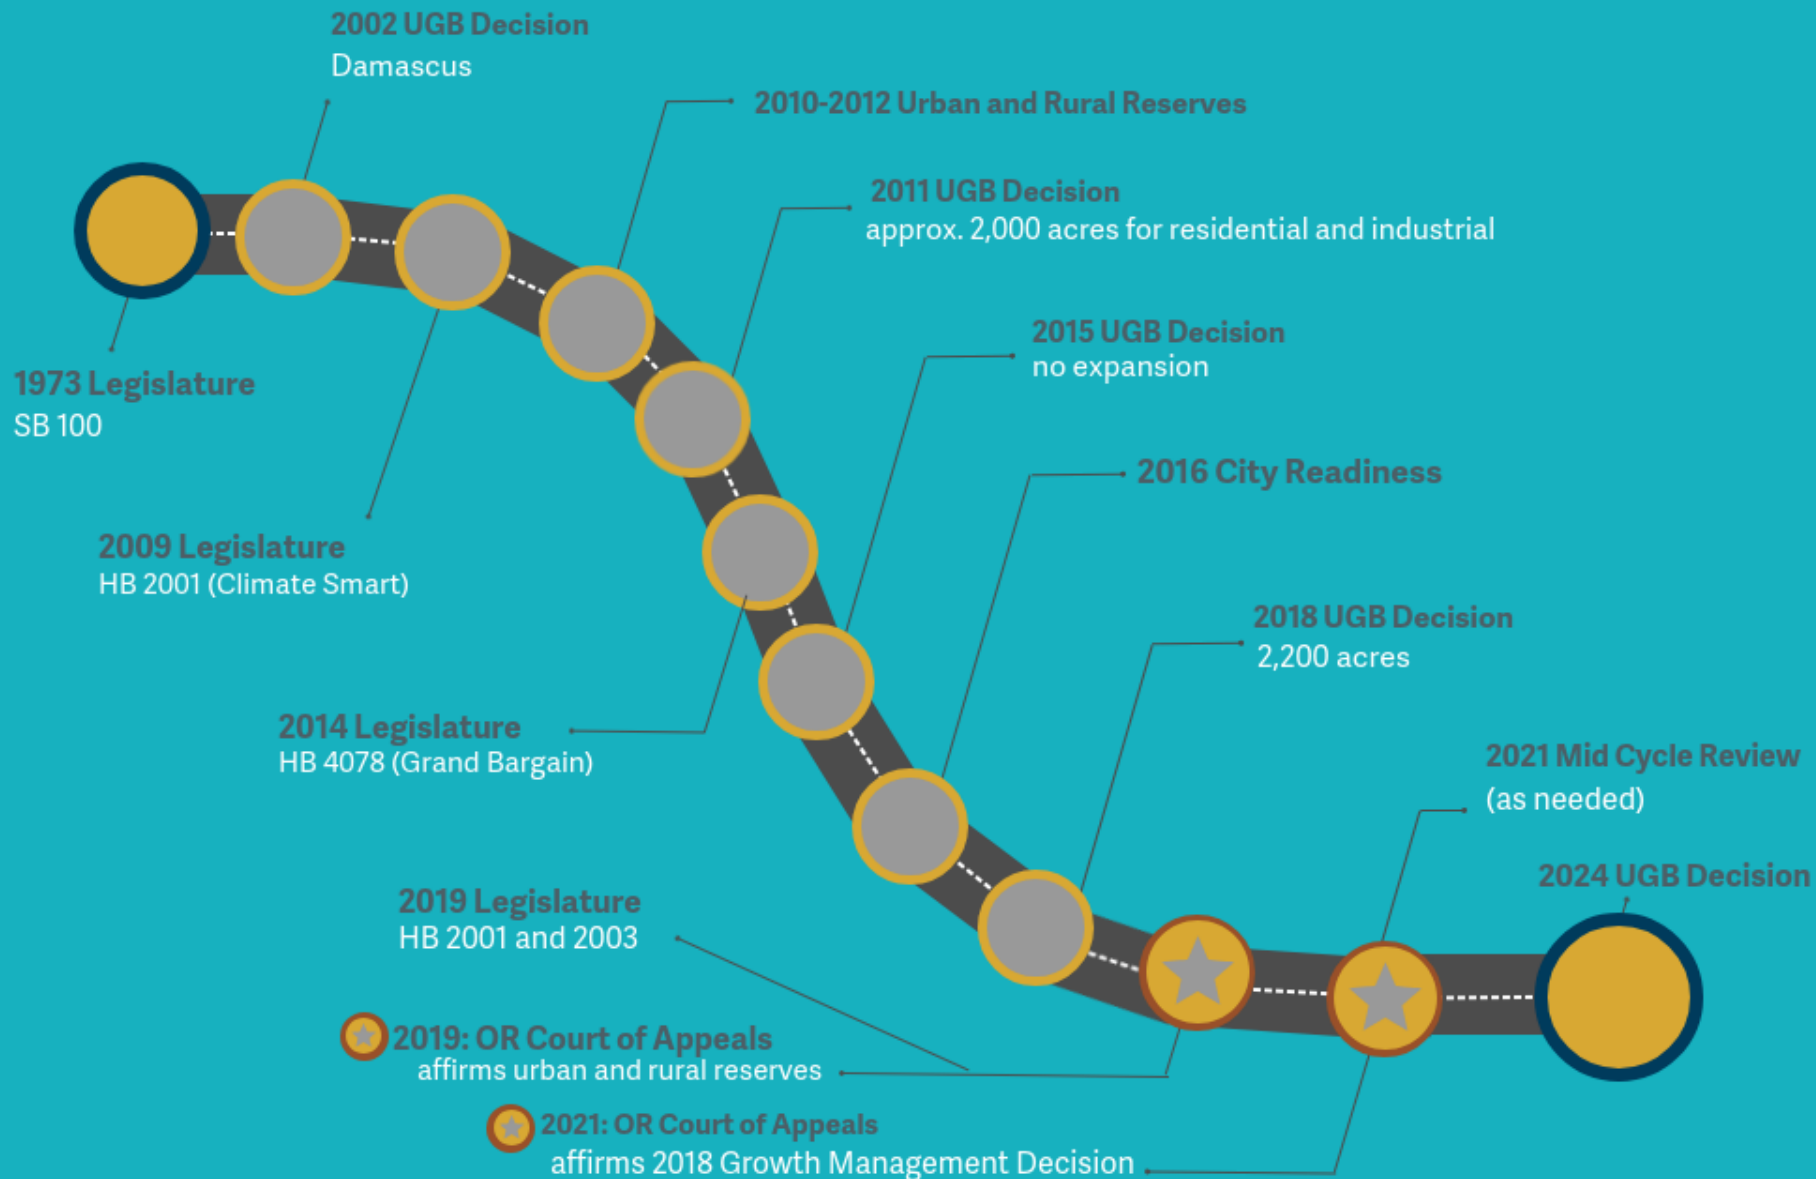 2002 UGB Decision
Damascus
2010-2012 Urban and Rural Reserves
2011 UGB Decision
approx. 2,000 acres for residential and industrial
2015 UGB Decision
no expansion
1973 Legislature
SB 100
2016 City Readiness
2009 Legislature
HB 2001 (Climate Smart)
2018 UGB Decision
2,200 acres
2014 Legislature
HB 4078 (Grand Bargain)
2021 Mid Cycle Review
(as needed)
2024 UGB Decision
2019 Legislature
HB 2001 and 2003
2019: OR Court of Appeals
affirms urban and rural reserves
2021: OR Court of Appeals
affirms 2018 Growth Management Decision